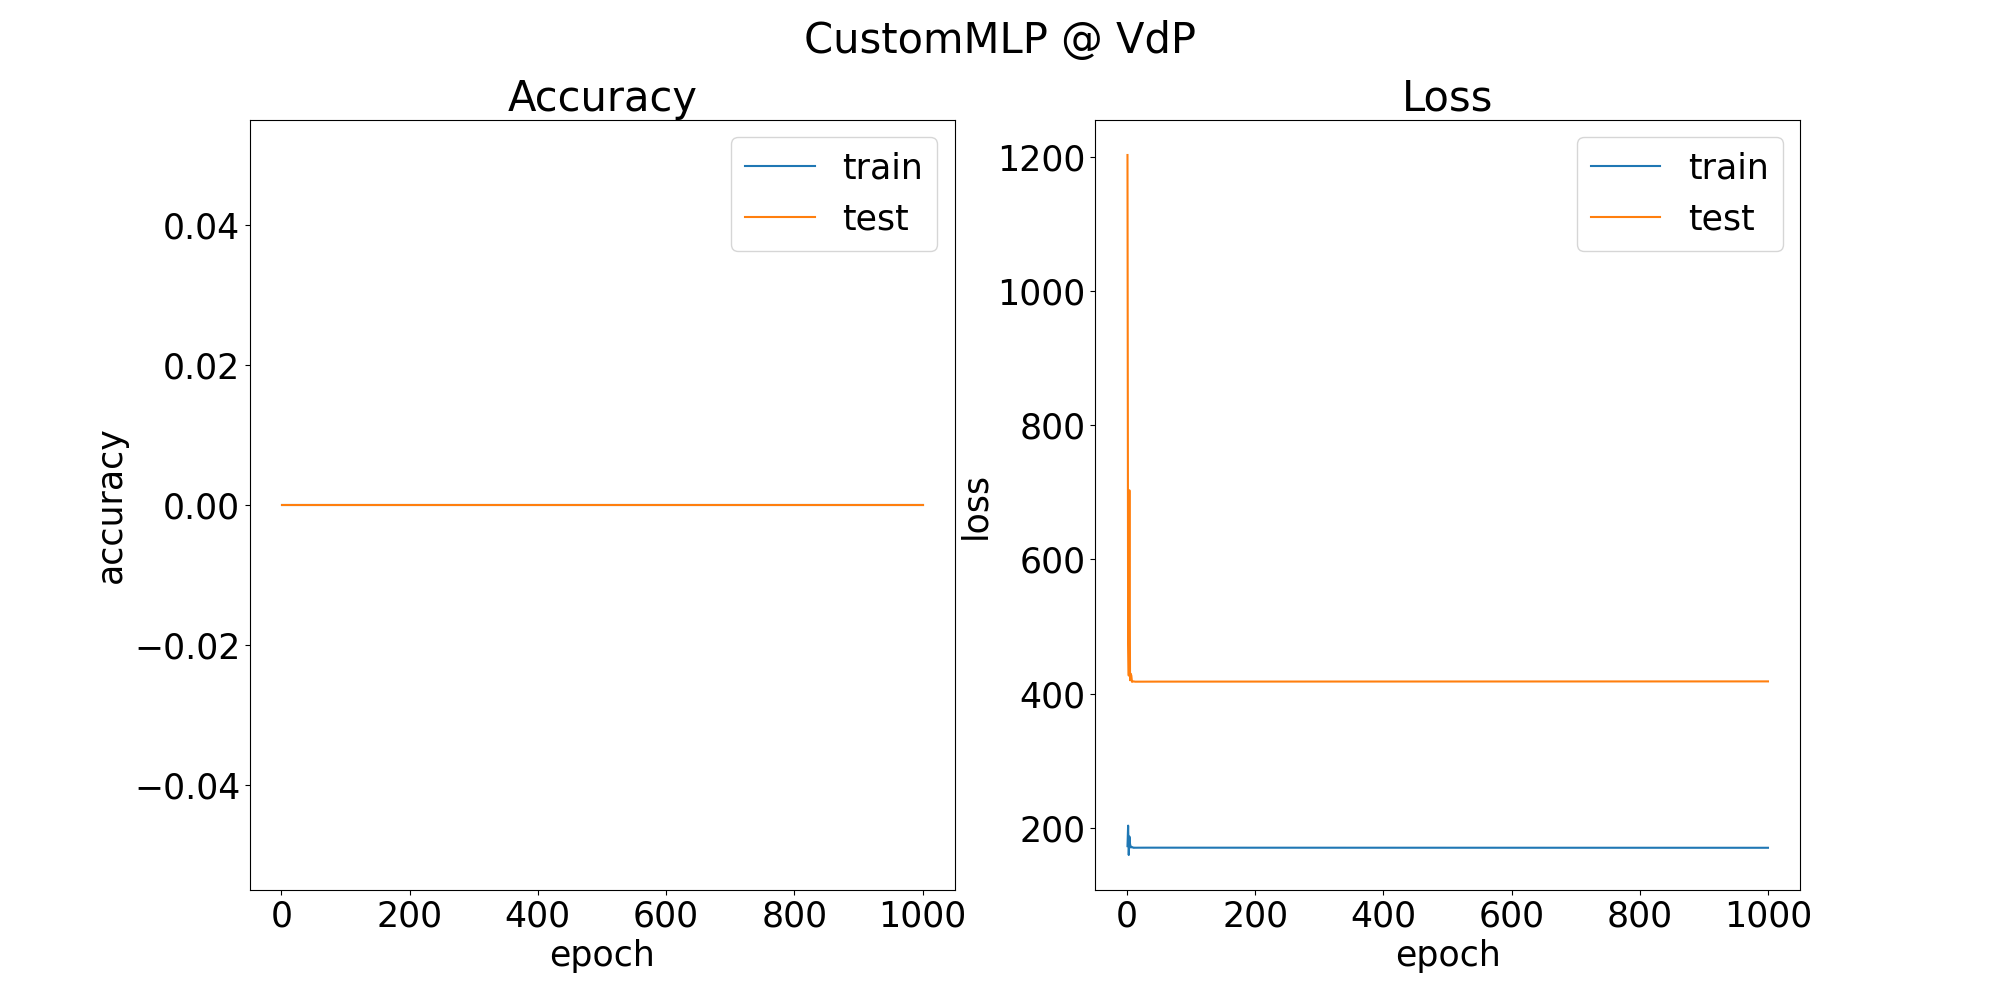 CustomMLP @ VdP
Accuracy
train
test
0.04
0.02
0.00
−0.02
−0.04
accuracy
0 200 400 600 800 1000
epoch
Loss
train
test
1200
1000
800
600
400
200
loss
0 200 400 600 800 1000
epoch